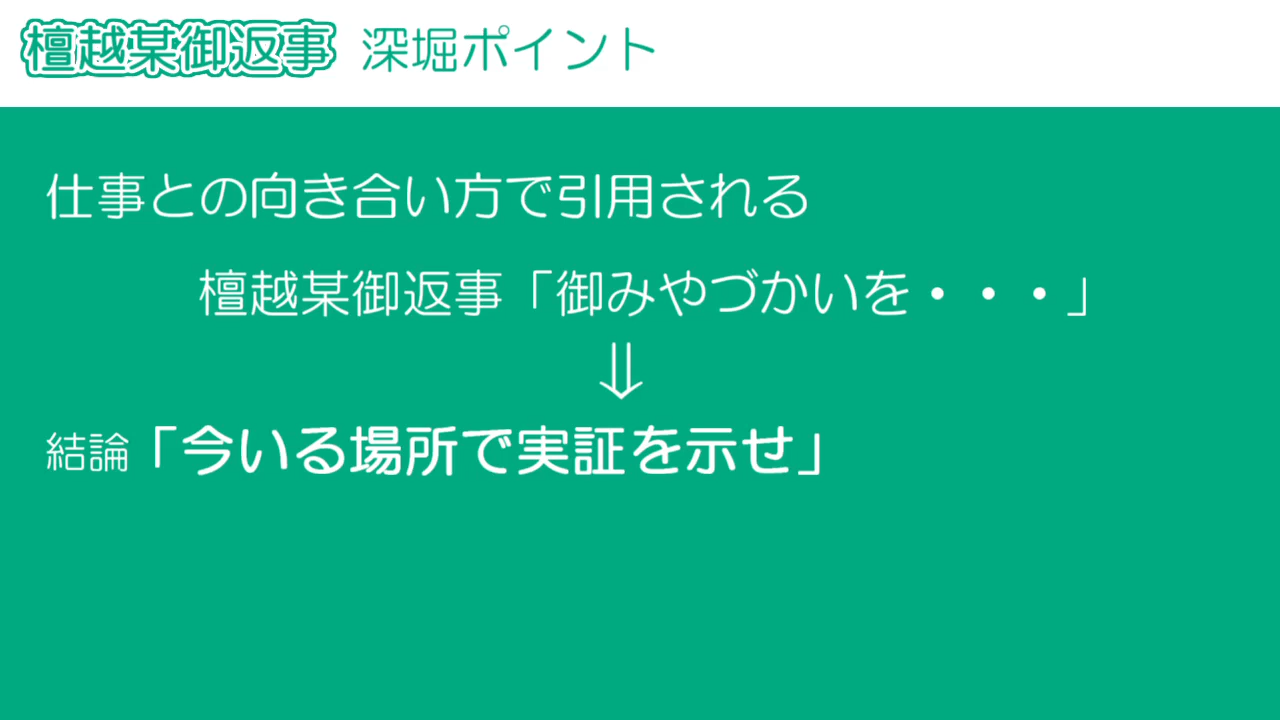 檀越某御返事 深堀ポイント
仕事との向き合い方で引用される
檀越某御返事「御みやづかいを・・・」
⇓
結論「今いる場所で実証を示せ」